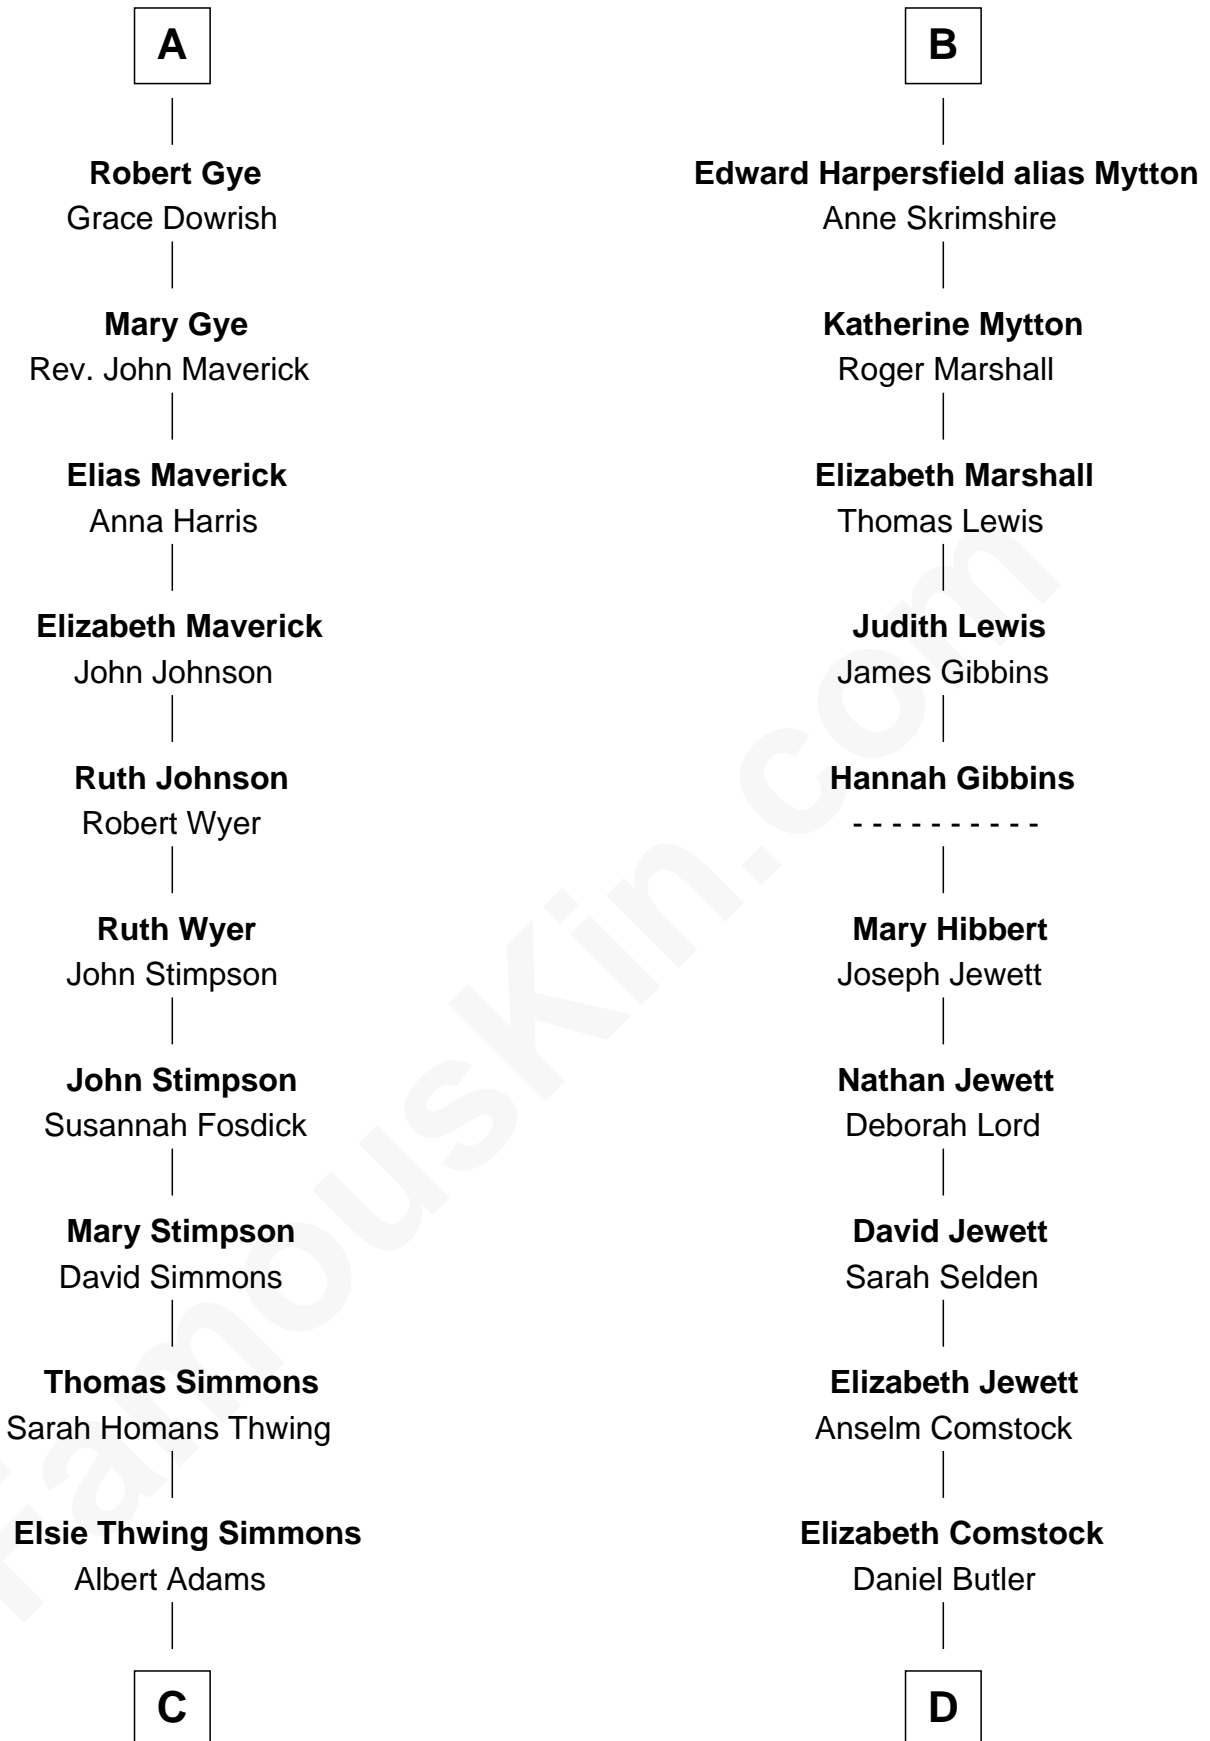 A
Robert Gye
Grace Dowrish
Mary Gye
Rev. John Maverick
Elias Maverick
Anna Harris
Elizabeth Maverick
John Johnson
Ruth Johnson
Robert Wyer
Ruth Wyer
John Stimpson
John Stimpson
Susannah Fosdick
Mary Stimpson
David Simmons
Thomas Simmons
Sarah Homans Thwing
Elsie Thwing Simmons
Albert Adams
C
B
Edward Harpersfield alias Mytton
Anne Skrimshire
Katherine Mytton
Roger Marshall
Elizabeth Marshall
Thomas Lewis
Judith Lewis
James Gibbins
Hannah Gibbins
- - - - - - - - - -
Mary Hibbert
Joseph Jewett
Nathan Jewett
Deborah Lord
David Jewett
Sarah Selden
Elizabeth Jewett
Anselm Comstock
Elizabeth Comstock
Daniel Butler
D
FamousKin.com